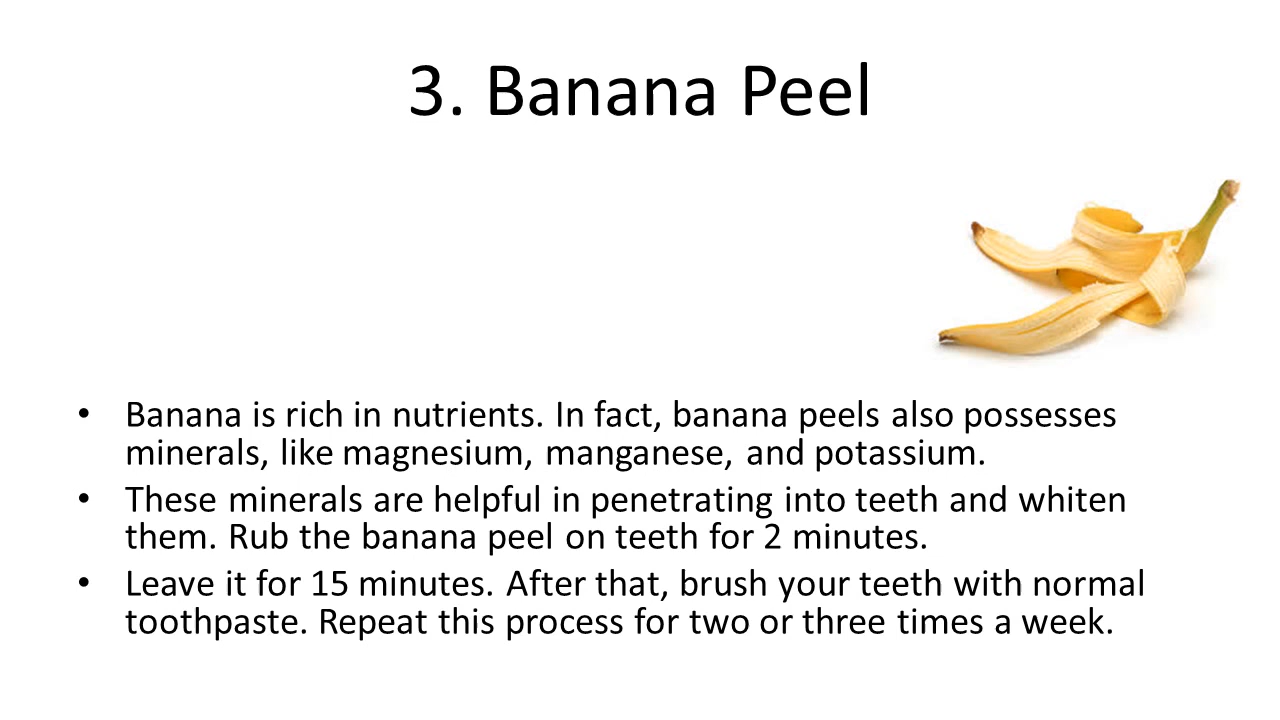 3. Banana Peel
• Banana is rich in nutrients. In fact, banana peels also possesses
minerals, like magnesium, manganese, and potassium.
• These minerals are helpful in penetrating into teeth and whiten
them. Rub the banana peel on teeth for 2 minutes.
• Leave it for 15 minutes. After that, brush your teeth with normal
toothpaste. Repeat this process for two or three times a week.